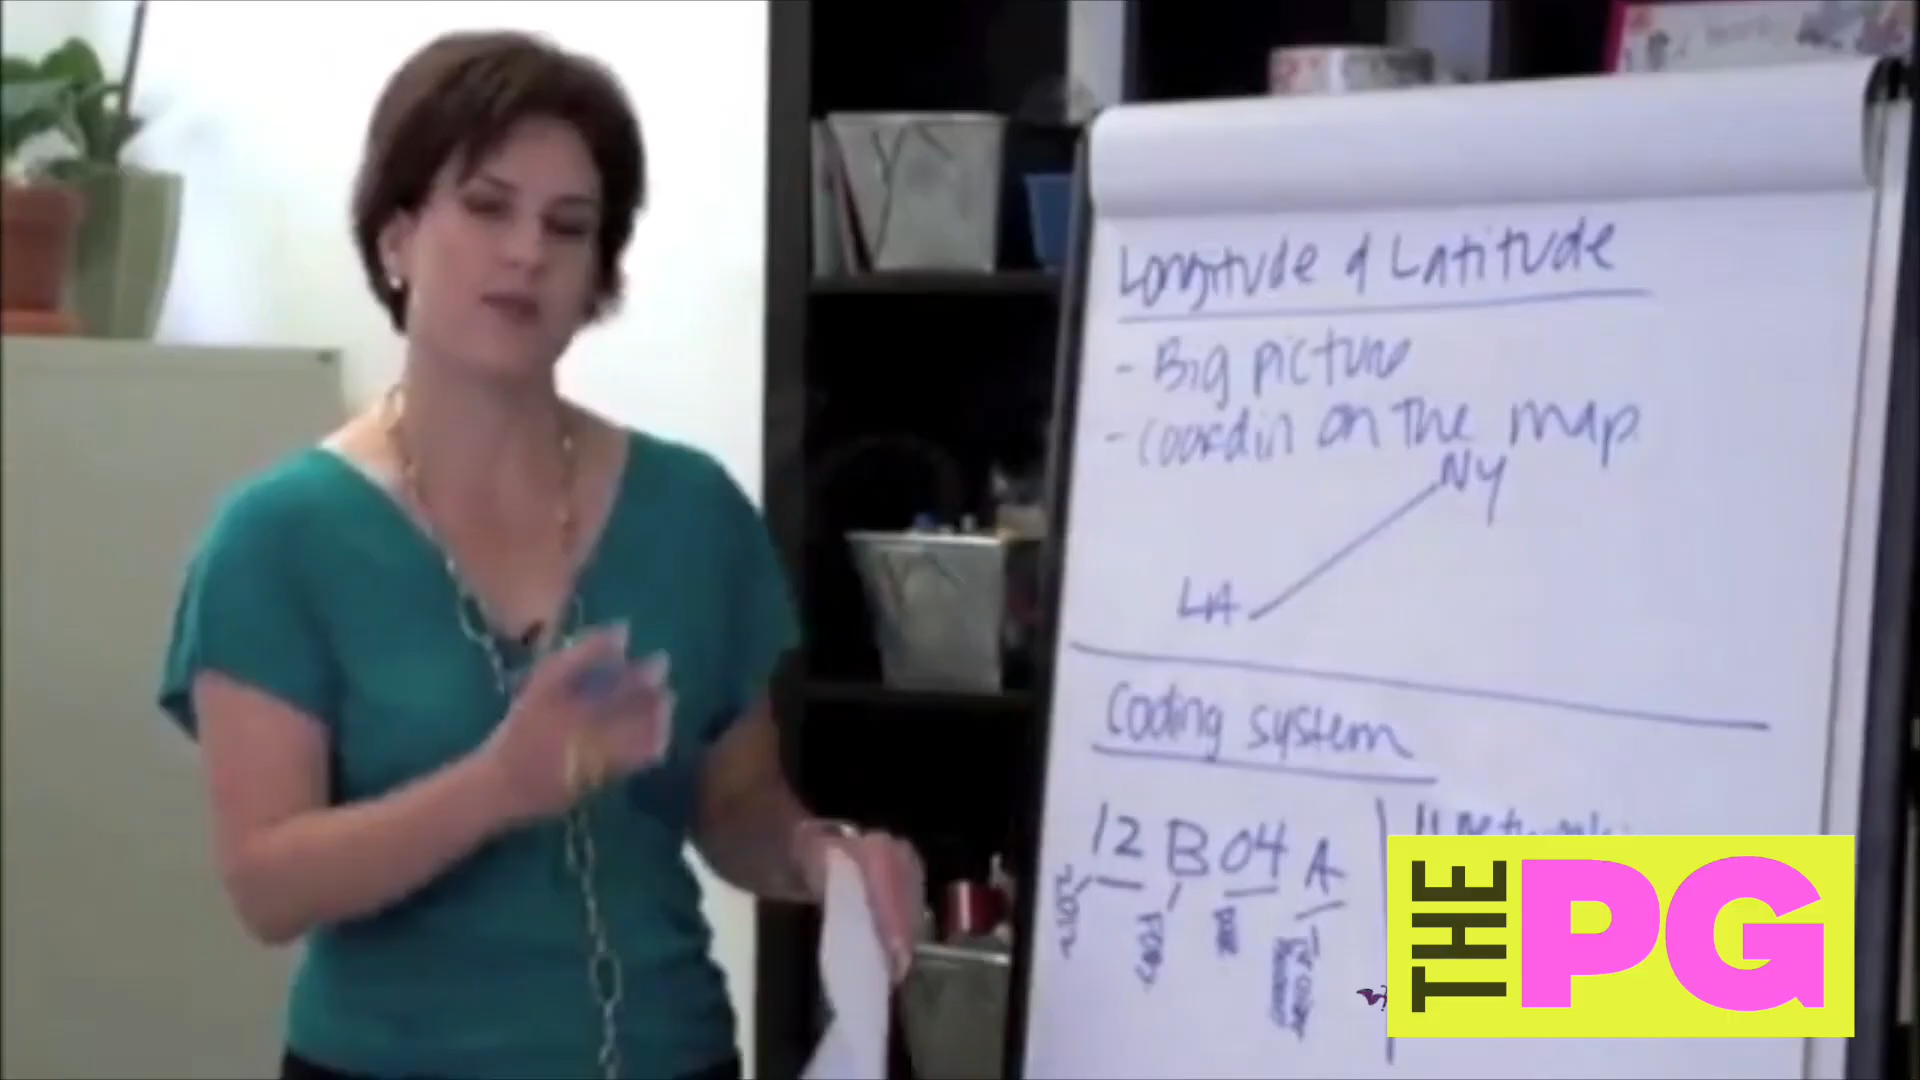 Longitude & Latitude
- Big picture
- coordin on the map
NY
LA
coding system
12 B 04 A
THE PG